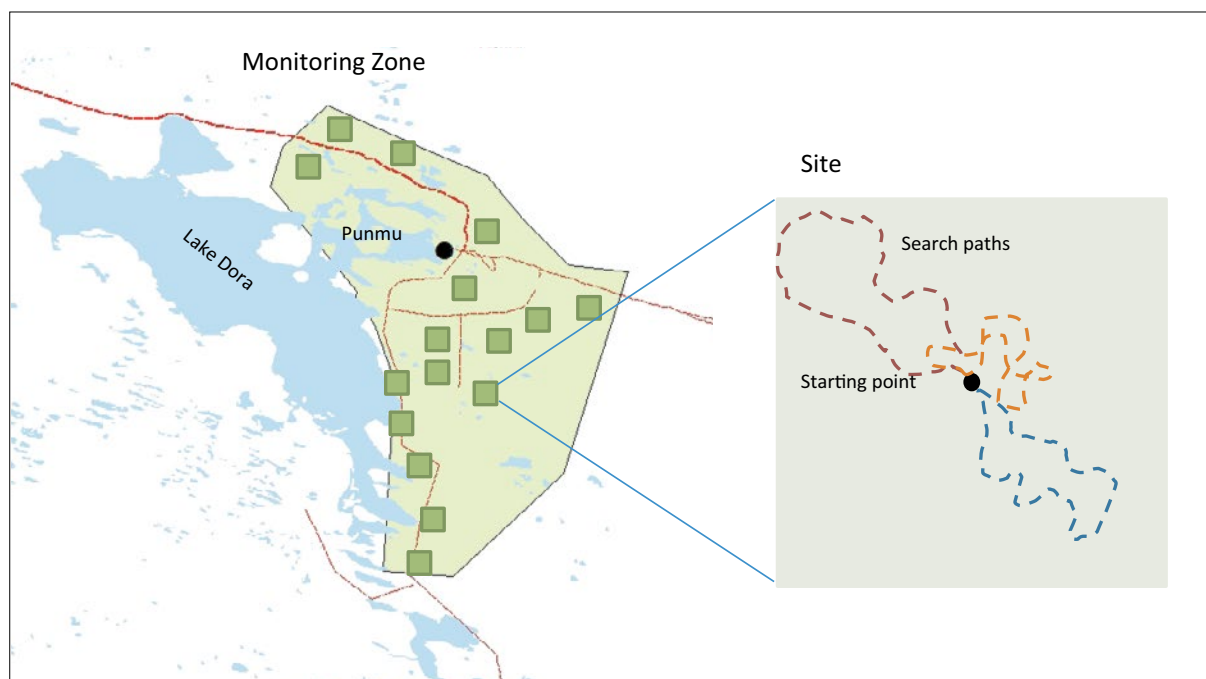 Monitoring Zone
Site
Punmu
Search paths
Lake Dora
Starting point